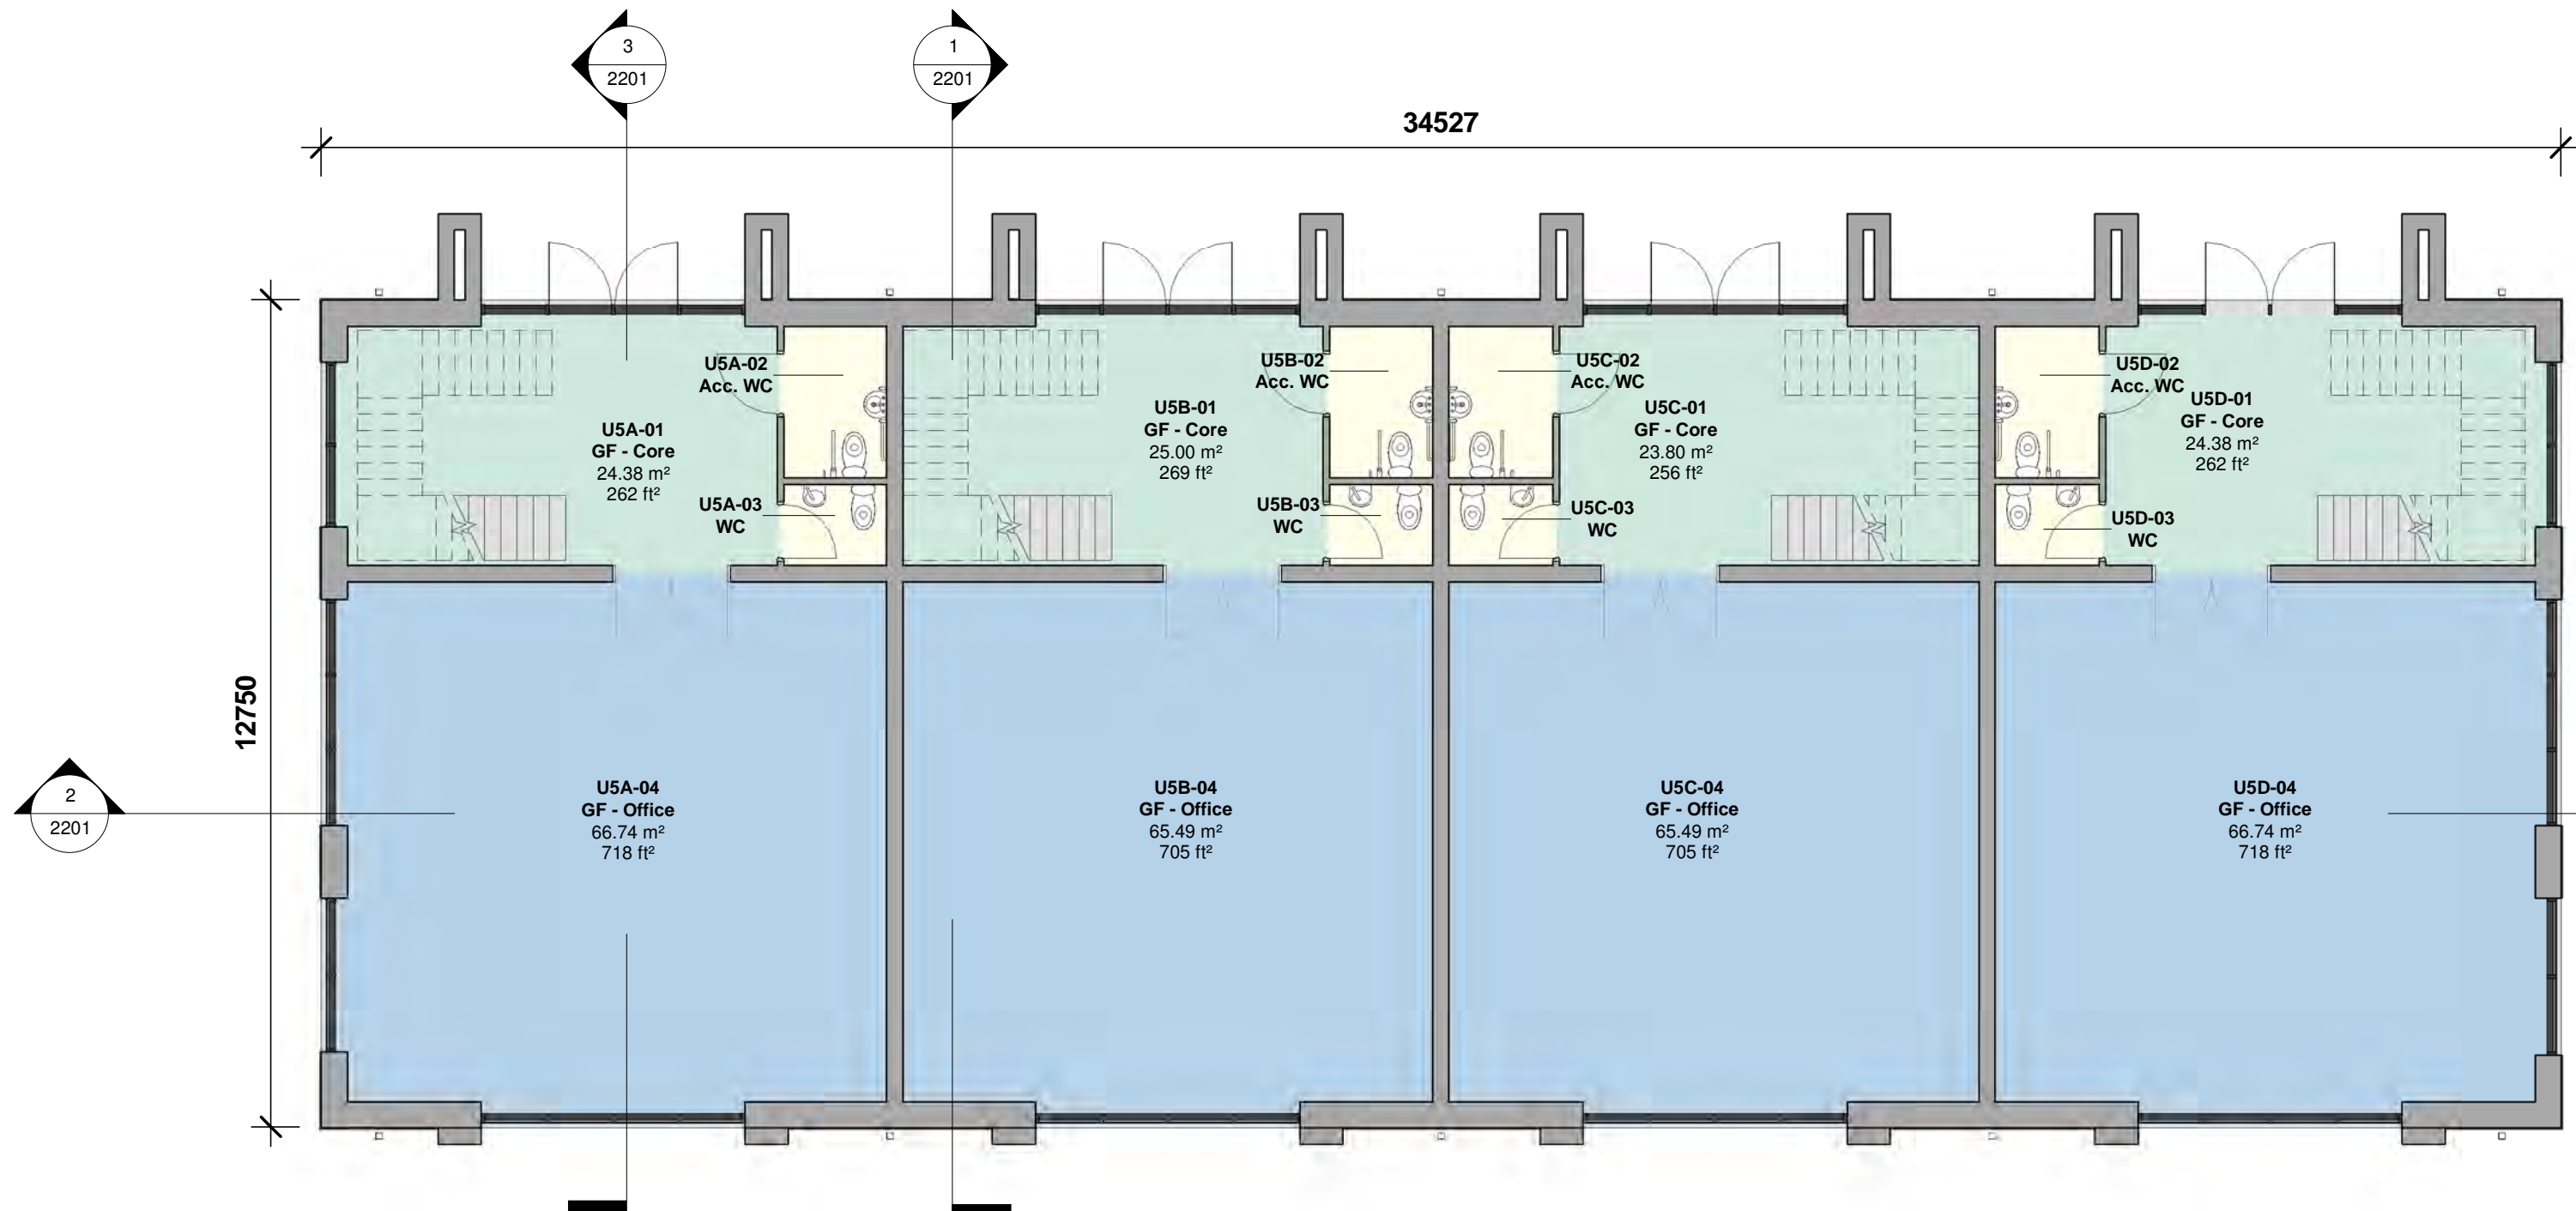 3
2201
1
2201
34527
U5A-02
Acc. WC
U5B-02
Acc. WC
U5C-02
Acc. WC
U5D-02
Acc. WC
U5A-01
GF - Core
24.38 m²
262 ft²
U5B-01
GF - Core
25.00 m²
269 ft²
U5C-01
GF - Core
23.80 m²
256 ft²
U5D-01
GF - Core
24.38 m²
262 ft²
U5A-03
WC
U5B-03
WC
U5C-03
WC
U5D-03
WC
12750
2
2201
U5A-04
GF - Office
66.74 m²
718 ft²
U5B-04
GF - Office
65.49 m²
705 ft²
U5C-04
GF - Office
65.49 m²
705 ft²
U5D-04
GF - Office
66.74 m²
718 ft²